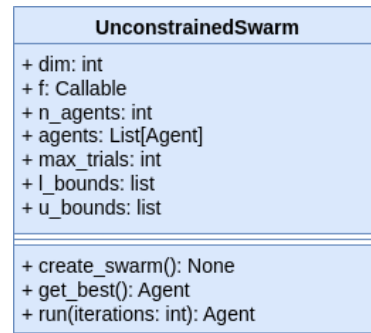 UnconstrainedSwarm
+ dim: int
+ f: Callable
+ n_agents: int
+ agents: List[Agent]
+ max_trials: int
+ l_bounds: list
+ u_bounds: list
+ create_swarm(): None
+ get_best(): Agent
+ run(iterations: int): Agent